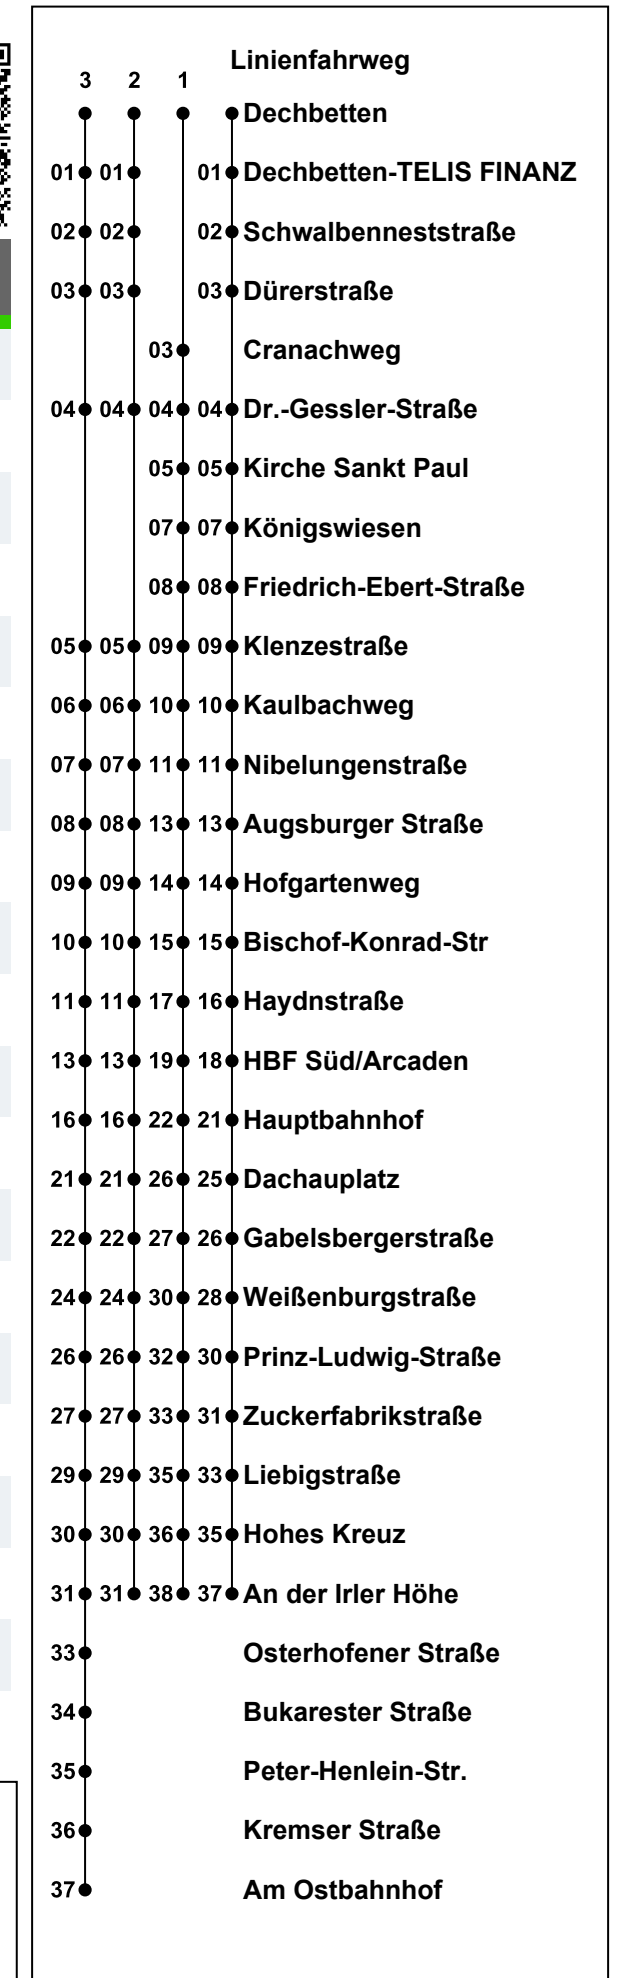 Linienfahrweg
3 2 1
Dechbetten
01 01 01 Dechbetten-TELIS FINANZ
02 02 02 Schwalbenneststraße
03 03 03 Dürerstraße
03 Cranachweg
04 04 04 04 Dr.-Gessler-Straße
05 05 Kirche Sankt Paul
07 07 Königswiesen
08 08 Friedrich-Ebert-Straße
05 05 09 09 Klenzestraße
06 06 10 10 Kaulbachweg
07 07 11 11 Nibelungenstraße
08 08 13 13 Augsburger Straße
09 09 14 14 Hofgartenweg
10 10 15 15 Bischof-Konrad-Str
11 11 17 16 Haydnstraße
13 13 19 18 HBF Süd/Arcaden
16 16 22 21 Hauptbahnhof
21 21 26 25 Dachauplatz
22 22 27 26 Gabelsbergerstraße
24 24 30 28 Weißenburgstraße
26 26 32 30 Prinz-Ludwig-Straße
27 27 33 31 Zuckerfabrikstraße
29 29 35 33 Liebigstraße
30 30 36 35 Hohes Kreuz
31 31 38 37 An der Irler Höhe
33 Osterhofener Straße
34 Bukarester Straße
35 Peter-Henlein-Str.
36 Kremser Straße
37 Am Ostbahnhof